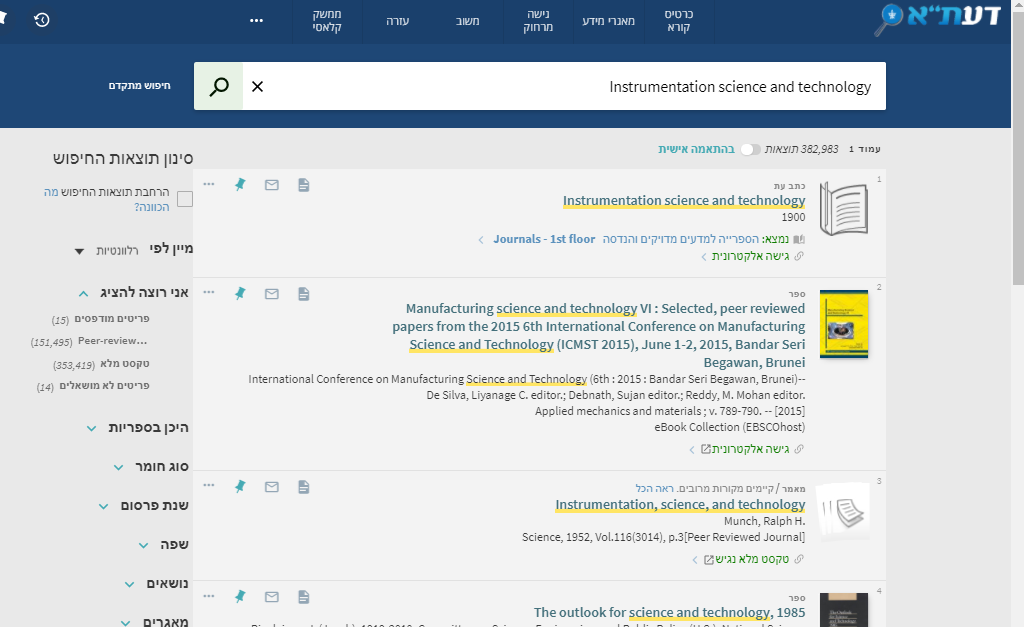 דעת"א
כרטיס קורא
מאגרי מידע
גישה מרחוק
משוב
עזרה
ממשק קלאסי
Instrumentation science and technology
חיפוש מתקדם
עמוד 1 382,983 תוצאות בהתאמה אישית
1
כתב עת
Instrumentation science and technology
1900
נמצא: הספרייה למדעים מדויקים והנדסה Journals - 1st floor
גישה אלקטרונית
2
ספר
Manufacturing science and technology VI : Selected, peer reviewed
papers from the 2015 6th International Conference on Manufacturing
Science and Technology (ICMST 2015), June 1-2, 2015, Bandar Seri
Begawan, Brunei
International Conference on Manufacturing Science and Technology (6th : 2015 : Bandar Seri Begawan, Brunei)--
De Silva, Liyanage C. editor.; Debnath, Sujan editor.; Reddy, M. Mohan editor.
Applied mechanics and materials ; v. 789-790. -- [2015]
eBook Collection (EBSCOhost)
גישה אלקטרונית
3
מאמר / קיימים מקורות מרובים. ראה הכל
Instrumentation, science, and technology
Munch, Ralph H.
Science, 1952, Vol.116(3014), p.3[Peer Reviewed Journal]
טקסט מלא נגיש
4
ספר
The outlook for science and technology, 1985
סינון תוצאות החיפוש
הרחבת תוצאות החיפוש מה
הכוונה?
מיין לפי רלוונטיות
אני רוצה להציג
פריטים מודפסים (15)
Peer-review... (151,495)
טקסט מלא (353,419)
פריטים לא מושאלים (14)
היכן בספריות
סוג חומר
שנת פרסום
שפה
נושאים
מאגרים